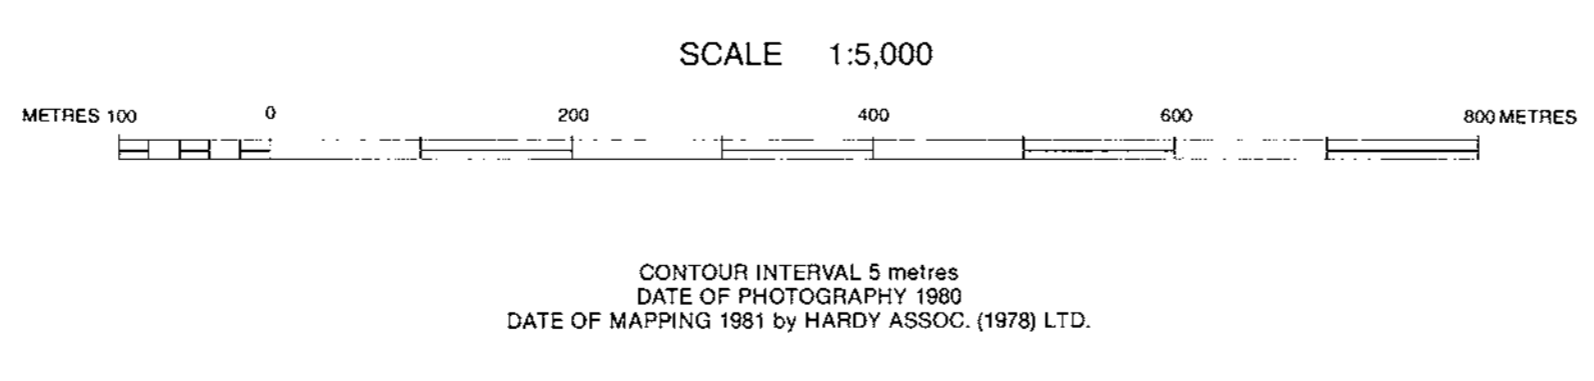 SCALE 1:5,000
METRES 100 0 200 400 600 800 METRES
CONTOUR INTERVAL 5 metres
DATE OF PHOTOGRAPHY 1980
DATE OF MAPPING 1981 by HARDY ASSOC. (1978) LTD.